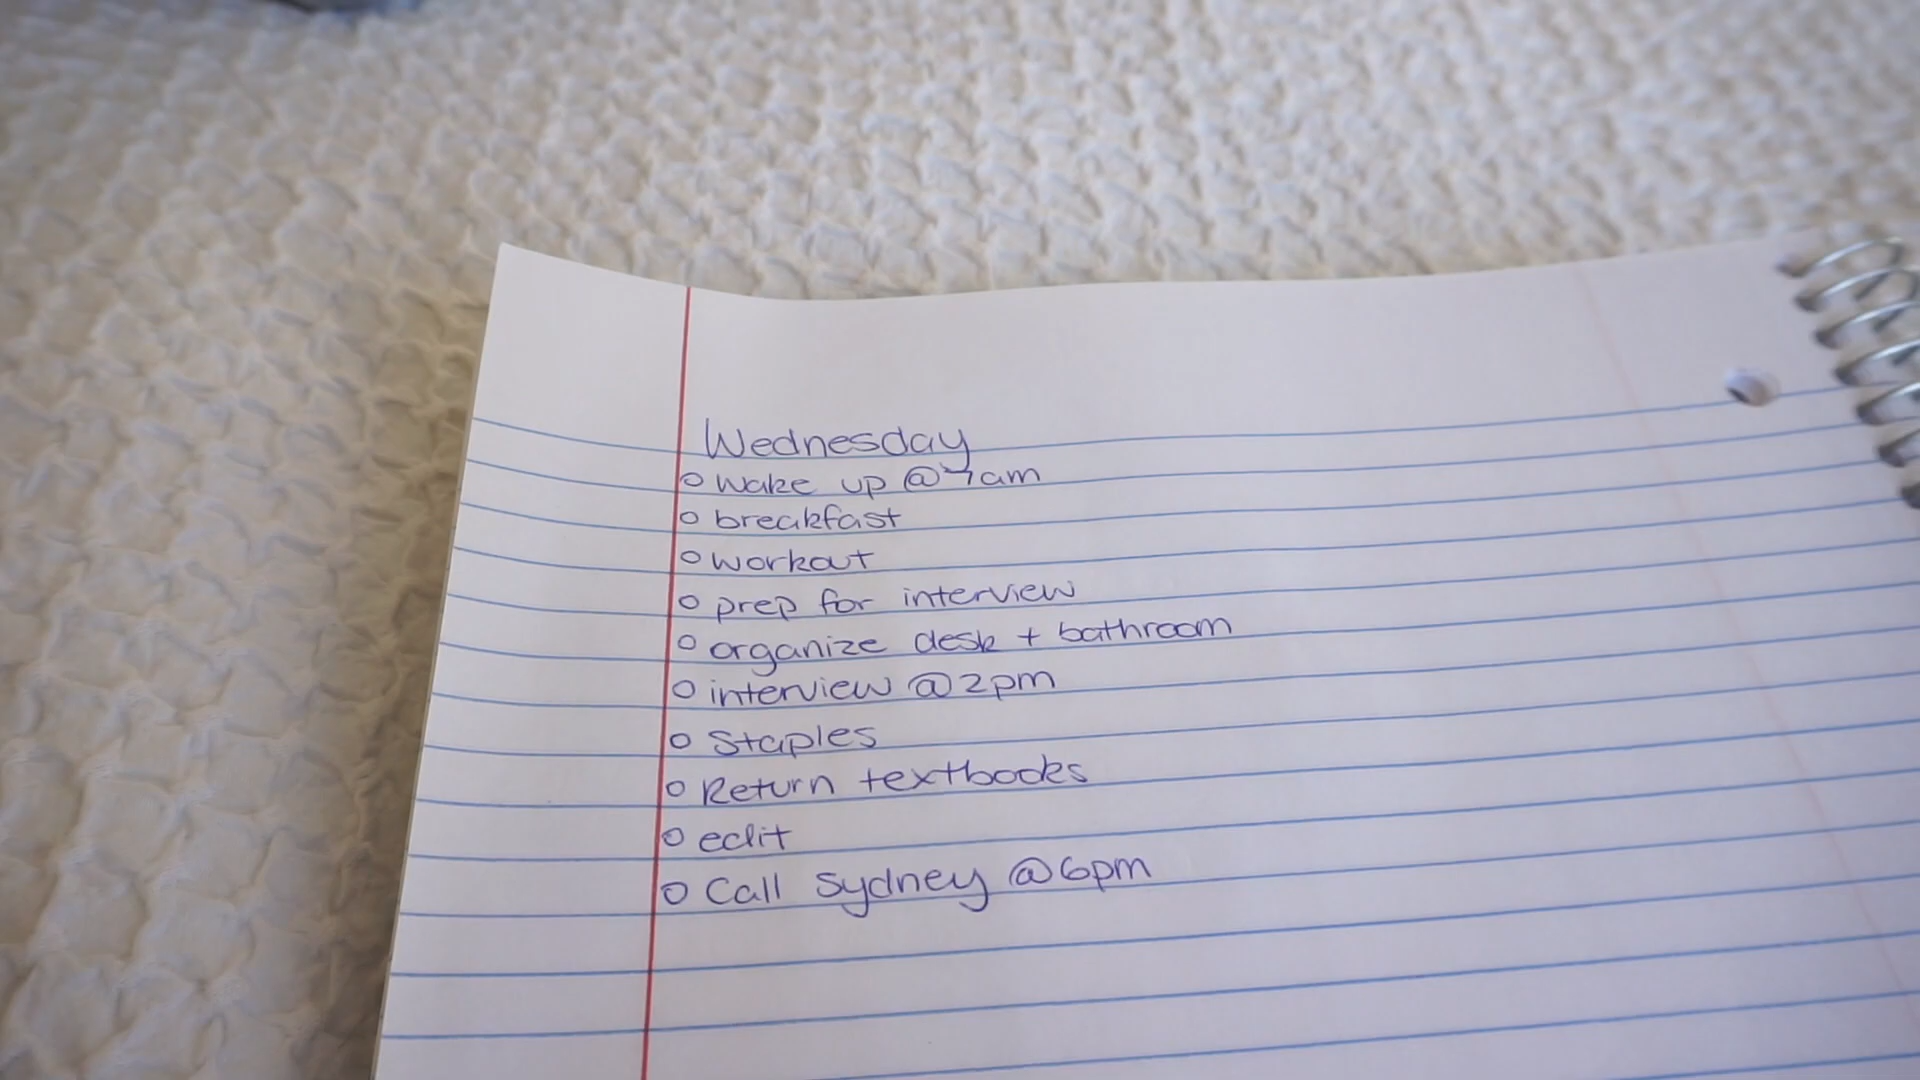 Wednesday
o wake up @ 7am
o breakfast
o workout
o prep for interview
o organize desk + bathroom
o interview @ 2pm
o Staples
o Return textbooks
o edit
o Call Sydney @ 6pm